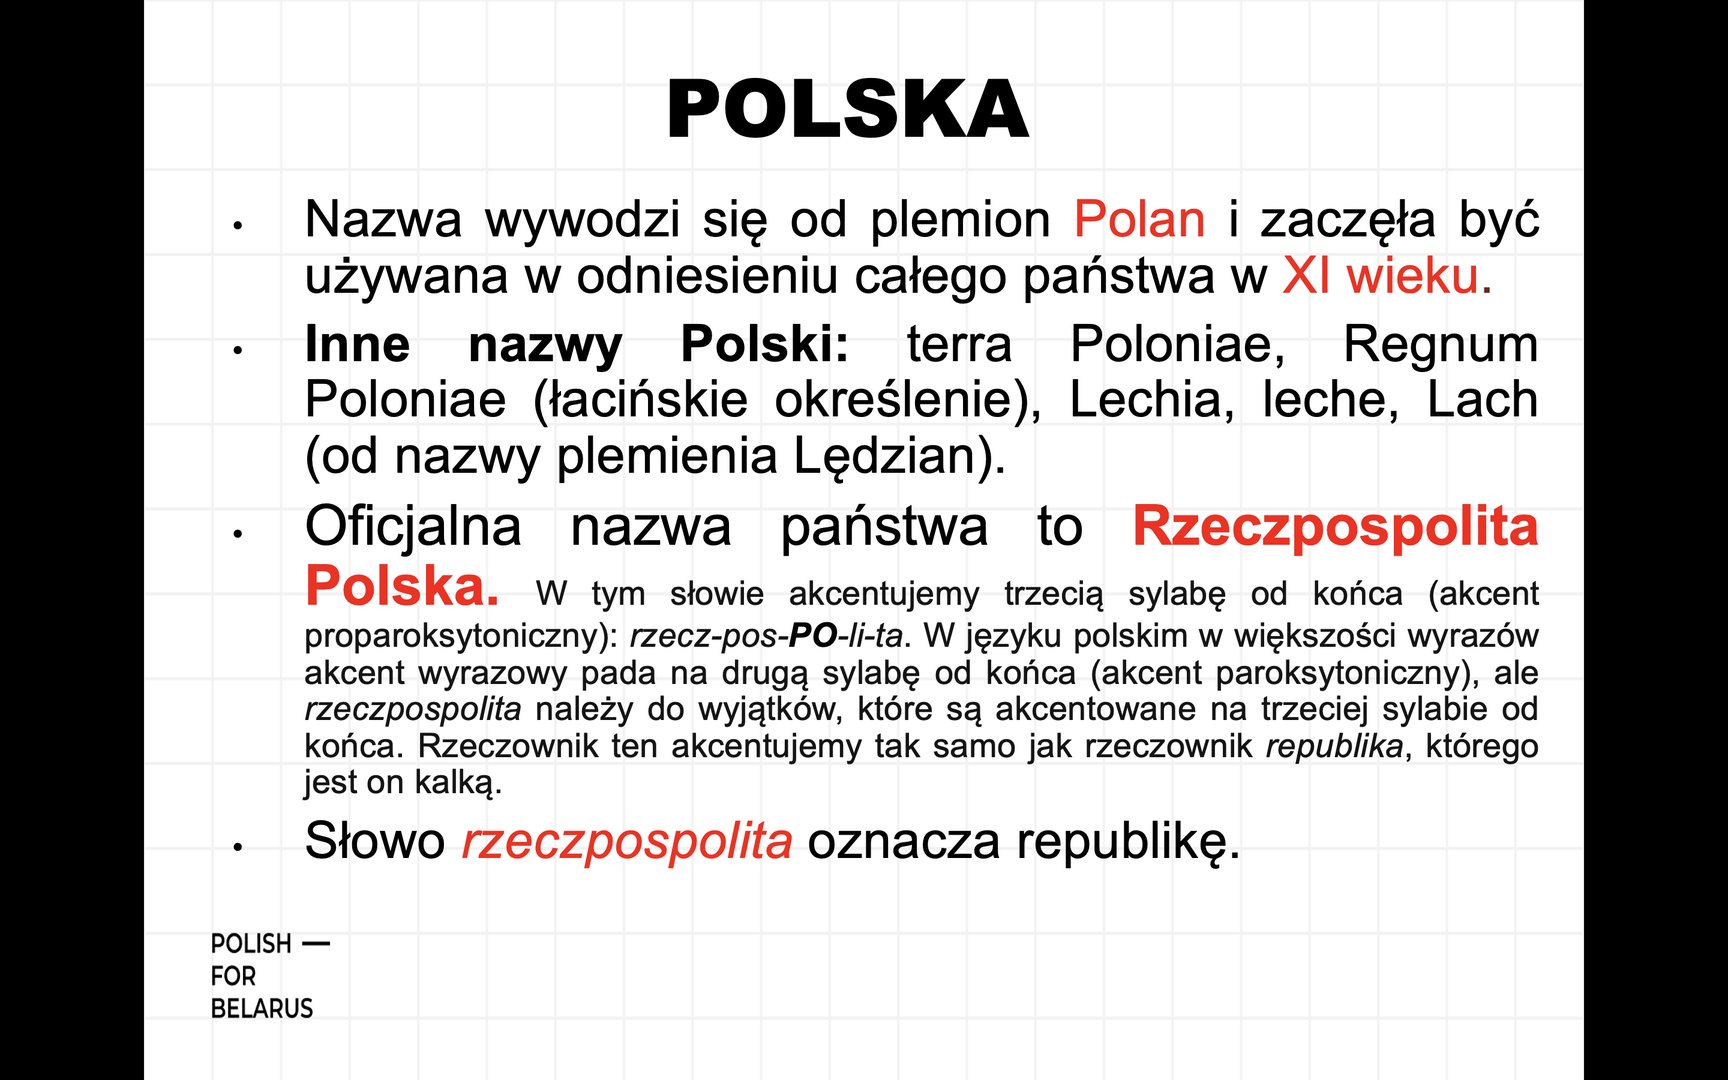 POLSKA
• Nazwa wywodzi się od plemion Polan i zaczęła być
używana w odniesieniu całego państwa w XI wieku.
• Inne nazwy Polski: terra Poloniae, Regnum
Poloniae (łacińskie określenie), Lechia, leche, Lach
(od nazwy plemienia Lędzian).
• Oficjalna nazwa państwa to Rzeczpospolita
Polska. W tym słowie akcentujemy trzecią sylabę od końca (akcent
proparoksytoniczny): rzecz-pos-PO-li-ta. W języku polskim w większości wyrazów
akcent wyrazowy pada na drugą sylabę od końca (akcent paroksytoniczny), ale
rzeczpospolita należy do wyjątków, które są akcentowane na trzeciej sylabie od
końca. Rzeczownik ten akcentujemy tak samo jak rzeczownik republika, którego
jest on kalką.
• Słowo rzeczpospolita oznacza republikę.
POLISH —
FOR
BELARUS